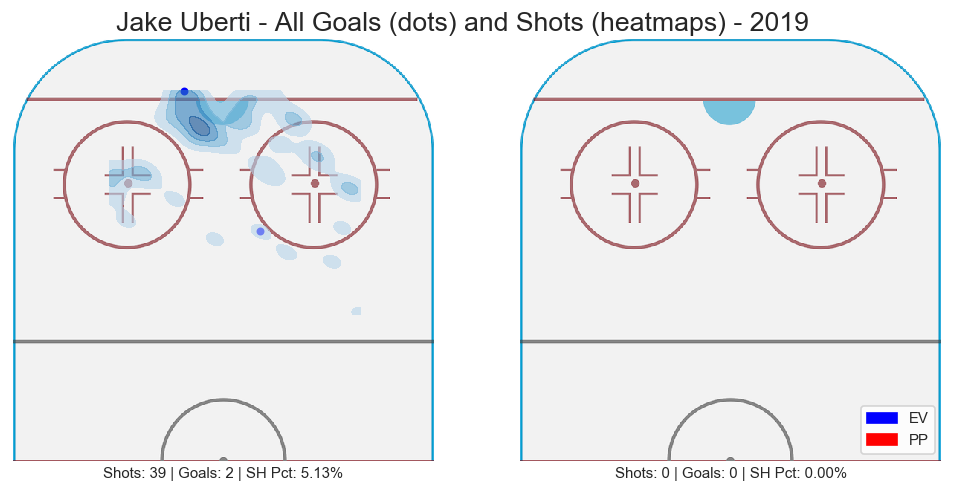 Jake Uberti - All Goals (dots) and Shots (heatmaps) - 2019
EV
PP
Shots: 39 | Goals: 2 | SH Pct: 5.13%
Shots: 0 | Goals: 0 | SH Pct: 0.00%